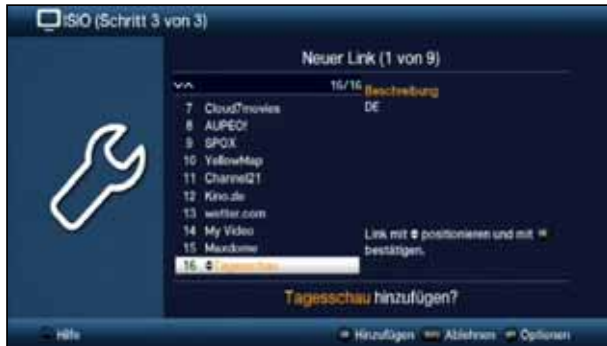 ISIO (Schritt 3 von 3)
Neuer Link (1 von 9)
16/16
Beschreibung
DE
7 Cloud7movies
8 AUPEO!
9 SPOX
10 YellowMap
11 Channel21
12 Kino.de
13 wetter.com
14 My Video
15 Maxdome
16 Tagesschau
Link mit positionieren und mit
bestätigen.
Tagesschau hinzufügen?
Hilfe
Hinzufügen Ablehnen Optionen